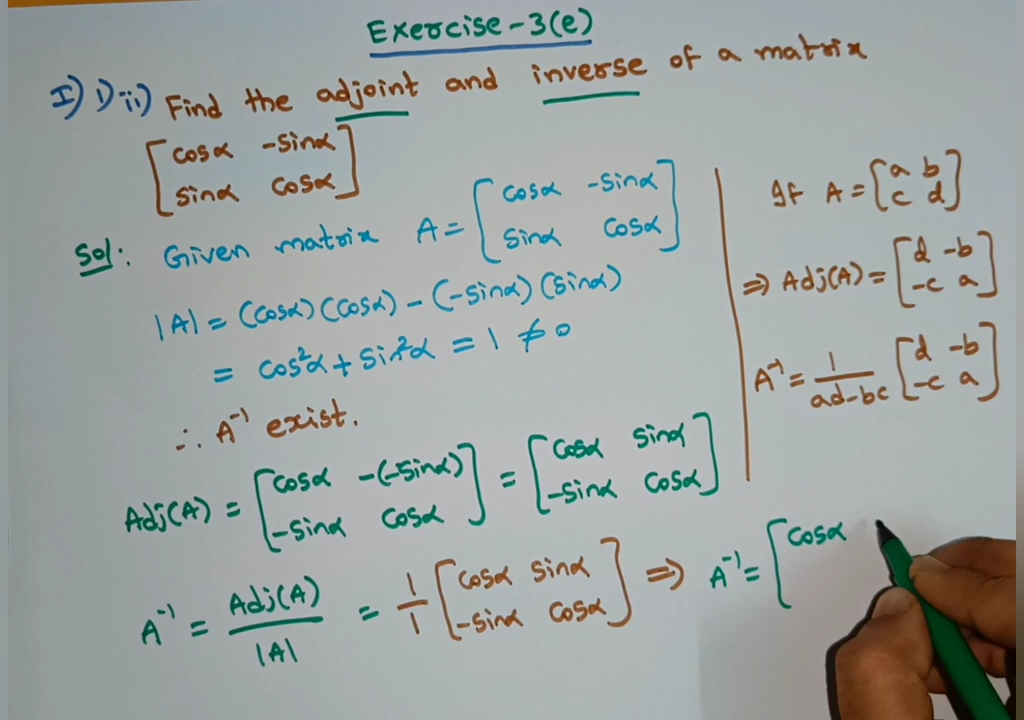 Exercise-3(e)
I) 1) ii) Find the adjoint and inverse of a matrix
[cosα -sinα
sinα cosα]
Sol: Given matrix A = [cosα -sinα
sinα cosα]
|A| = (cosα)(cosα) - (-sinα)(sinα)
= cos²α + sin²α = 1 ≠ 0
∴ A⁻¹ exist.
Adj(A) = [cosα -(-sinα)
-sinα cosα] = [cosα sinα
-sinα cosα]
A⁻¹ = Adj(A)/|A| = 1/1 [cosα sinα
-sinα cosα] ⇒ A⁻¹ = [cosα
If A = [a b
c d]
⇒ Adj(A) = [d -b
-c a]
A⁻¹ = 1/ad-bc [d -b
-c a]